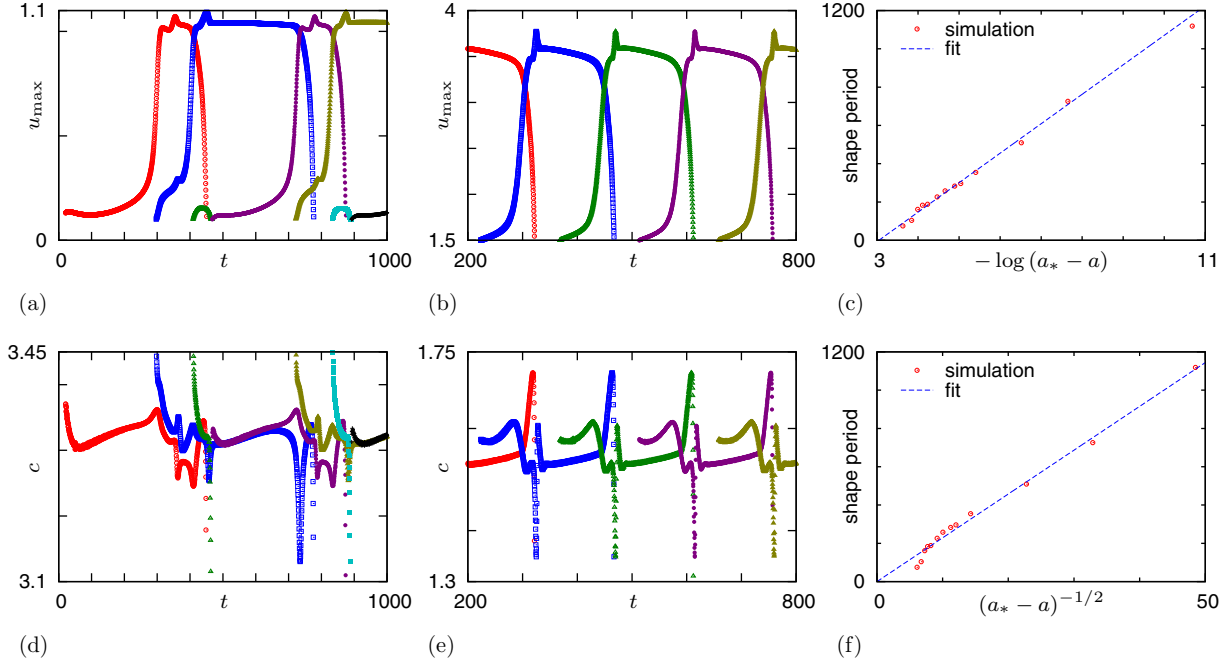 1.1
u_max
0
0
t
1000
(a)
4
u_max
1.5
200
t
800
(b)
1200
simulation
fit
shape period
0
3
− log (a_* − a)
11
(c)
3.45
c
3.1
0
t
1000
(d)
1.75
c
1.3
200
t
800
(e)
1200
simulation
fit
shape period
0
0
(a_* − a)^{−1/2}
50
(f)